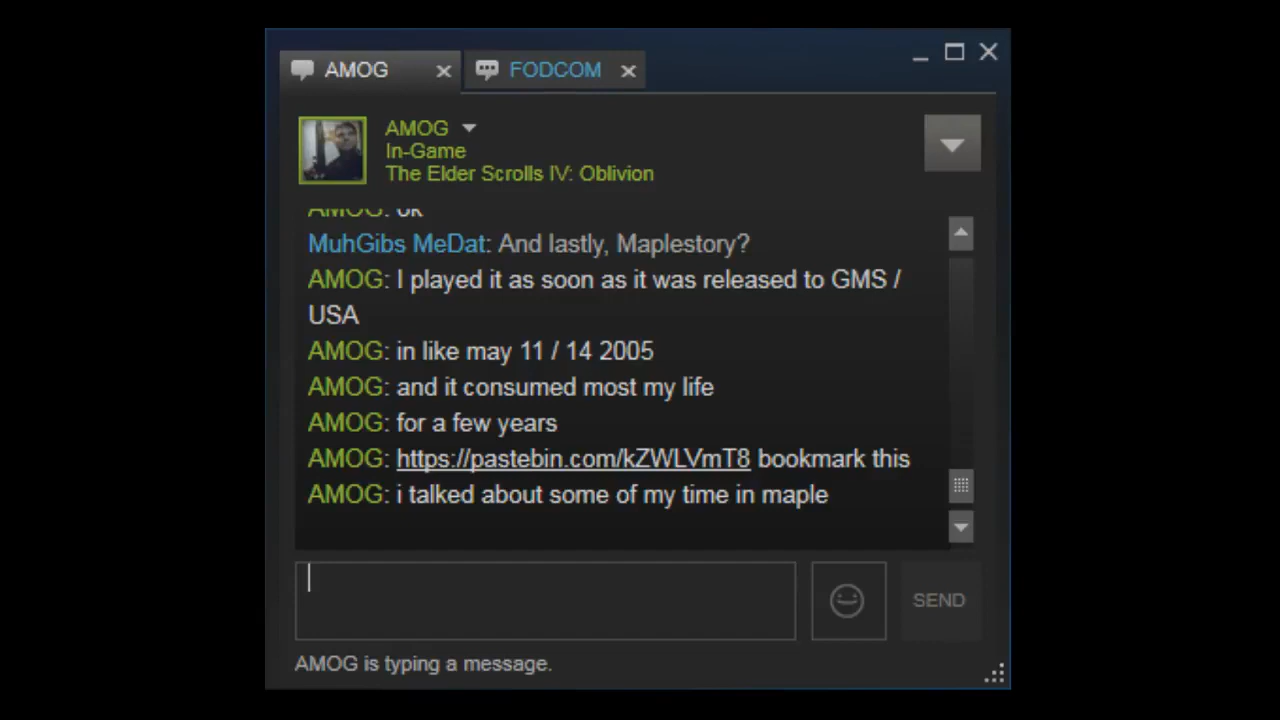 AMOG
FODCOM
AMOG
In-Game
The Elder Scrolls IV: Oblivion
AMOG: ok
MuhGibs MeDat: And lastly, Maplestory?
AMOG: I played it as soon as it was released to GMS /
USA
AMOG: in like may 11 / 14 2005
AMOG: and it consumed most my life
AMOG: for a few years
AMOG: https://pastebin.com/kZWLVmT8 bookmark this
AMOG: i talked about some of my time in maple
SEND
AMOG is typing a message.